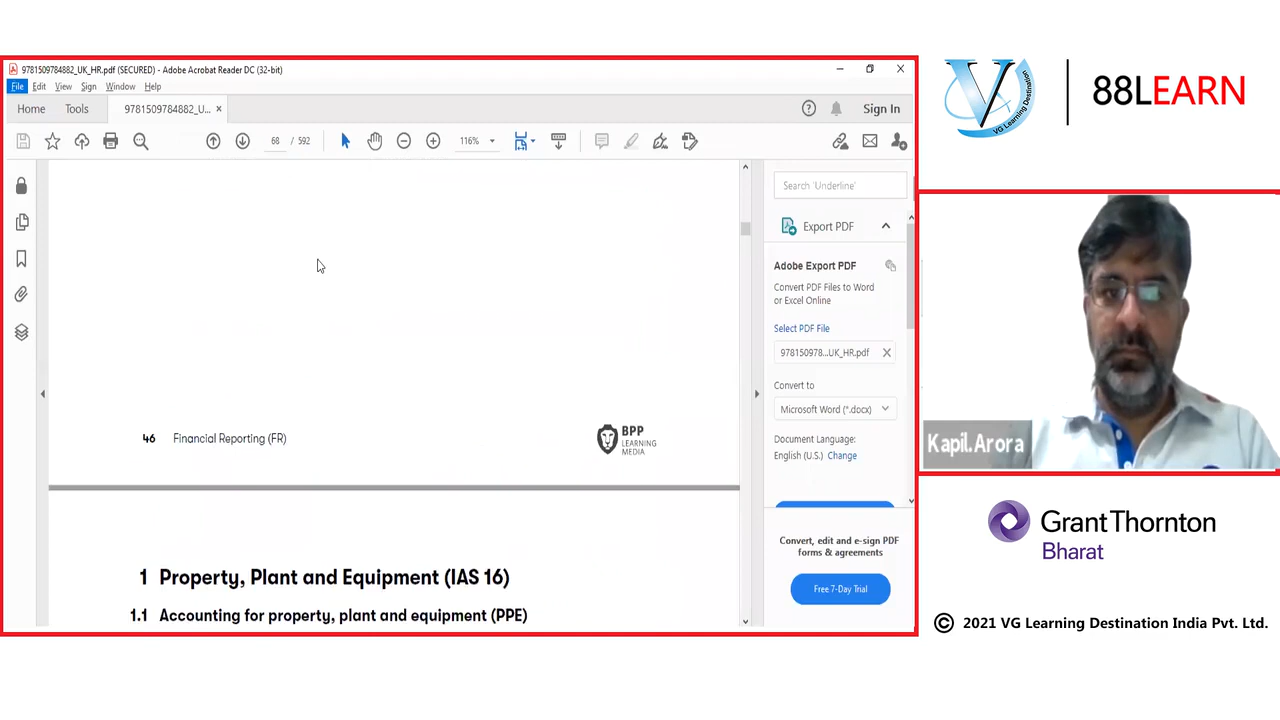 9781509784882_UK_HR.pdf (SECURED) - Adobe Acrobat Reader DC (32-bit)
File Edit View Sign Window Help
Home Tools 9781509784882_U... × Sign In
68 / 592 116%
Search 'Underline'
Export PDF
Adobe Export PDF
Convert PDF Files to Word
or Excel Online
Select PDF File
978150978...UK_HR.pdf
Convert to
Microsoft Word (*.docx)
Document Language:
English (U.S.) Change
Convert, edit and e-sign PDF
forms & agreements
Free 7-Day Trial
46 Financial Reporting (FR)
BPP
LEARNING
MEDIA
1 Property, Plant and Equipment (IAS 16)
1.1 Accounting for property, plant and equipment (PPE)
V
VG Learning Destination
88LEARN
Kapil.Arora
Grant Thornton
Bharat
© 2021 VG Learning Destination India Pvt. Ltd.